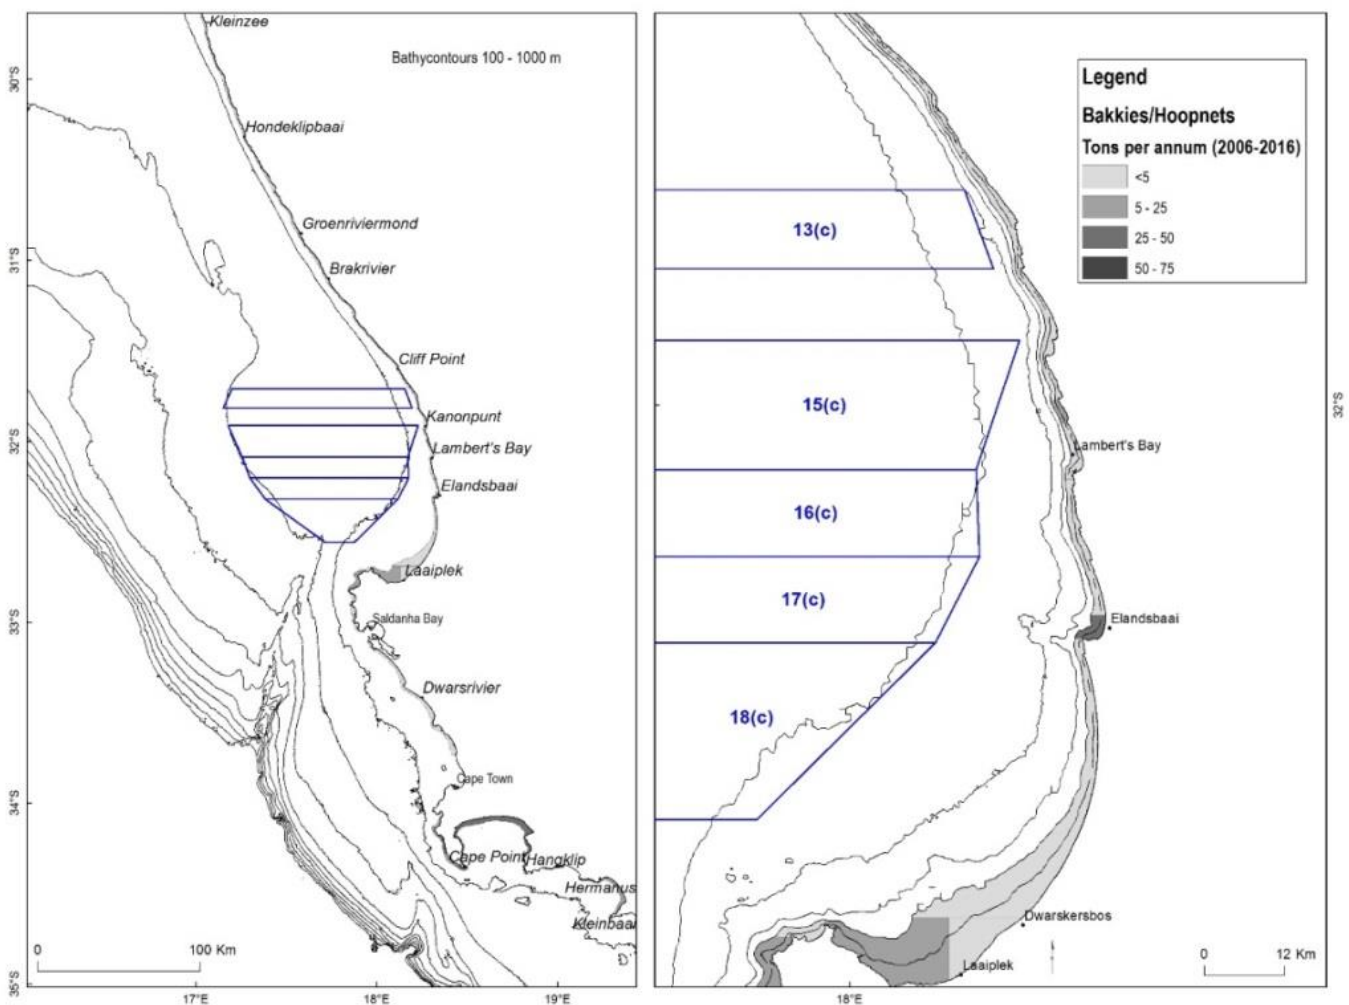 Kleinzee
Bathycontours 100 - 1000 m
30°S
Hondeklipbaai
Groenriviermond
31°S
Brakrivier
Cliff Point
Kanonpunt
32°S
Lambert's Bay
Elandsbaai
Laaiplek
33°S
Saldanha Bay
Dwarsrivier
Cape Town
34°S
Cape Point
Hangklip
Hermanus
Kleinbaai
0 100 Km
35°S
17°E 18°E 19°E
Legend
Bakkies/Hoopnets
Tons per annum (2006-2016)
<5
5 - 25
25 - 50
50 - 75
13(c)
15(c)
32°S
Lambert's Bay
16(c)
17(c)
Elandsbaai
18(c)
Dwarskersbos
Laaiplek
0 12 Km
18°E